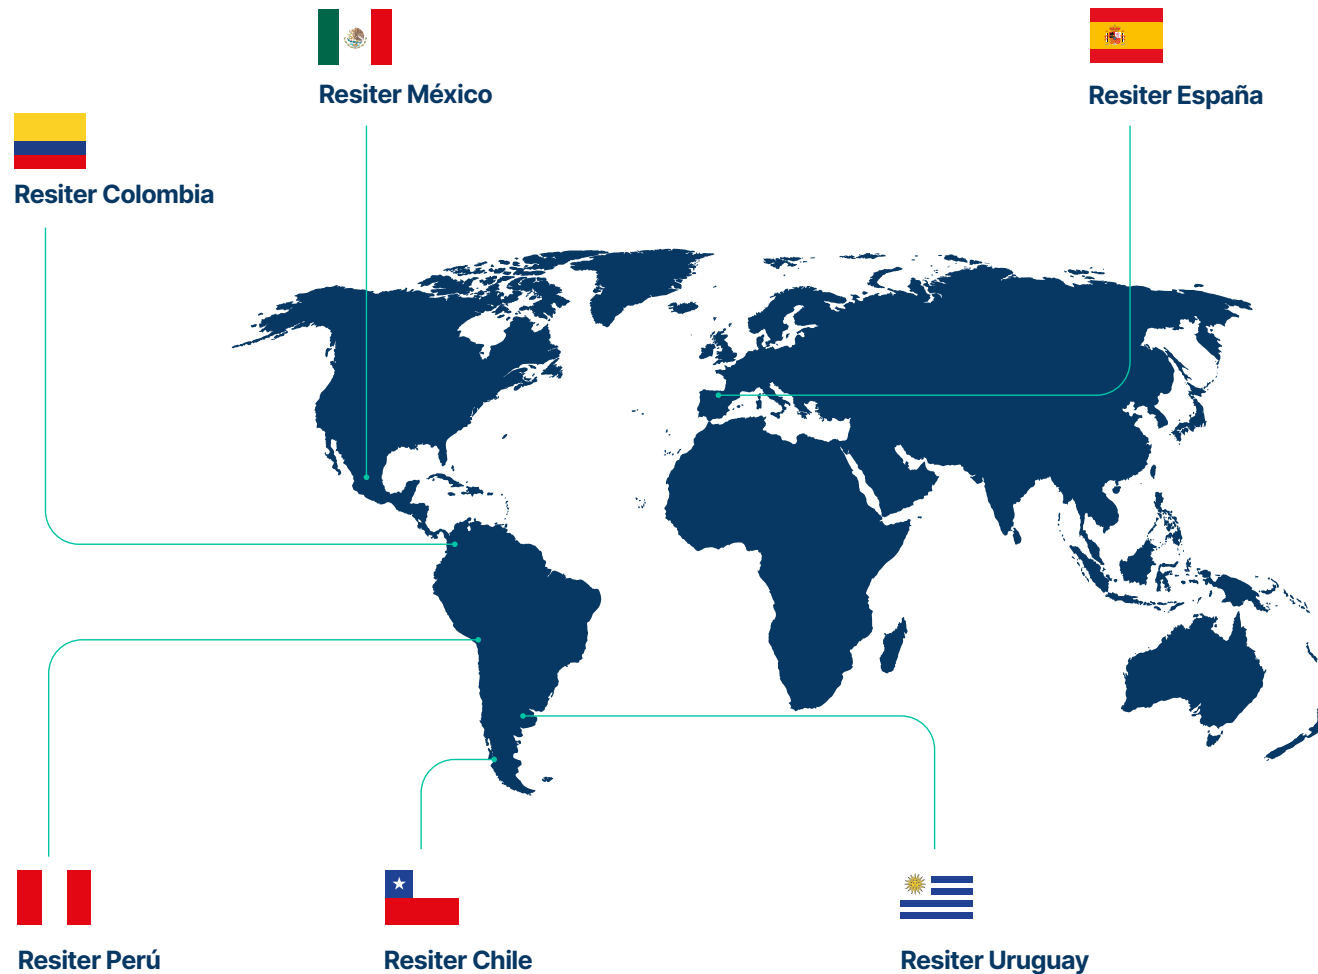 Resiter México
Resiter España
Resiter Colombia
Resiter Perú
Resiter Chile
Resiter Uruguay